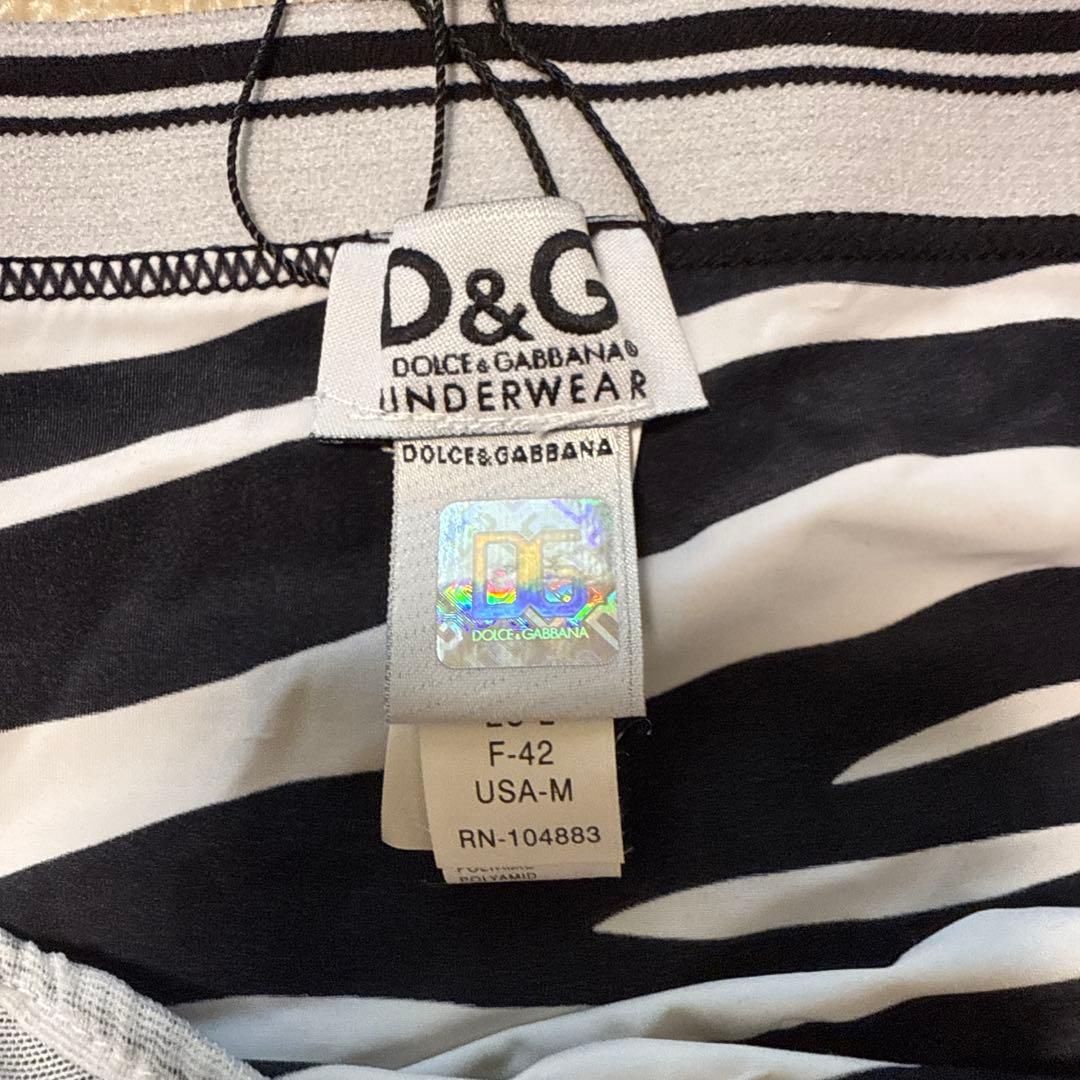 D&G
DOLCE&GABBANA®
UNDERWEAR
DOLCE&GABBANA
DG
DOLCE&GABBANA
F-42
USA-M
RN-104883
POLYAMID